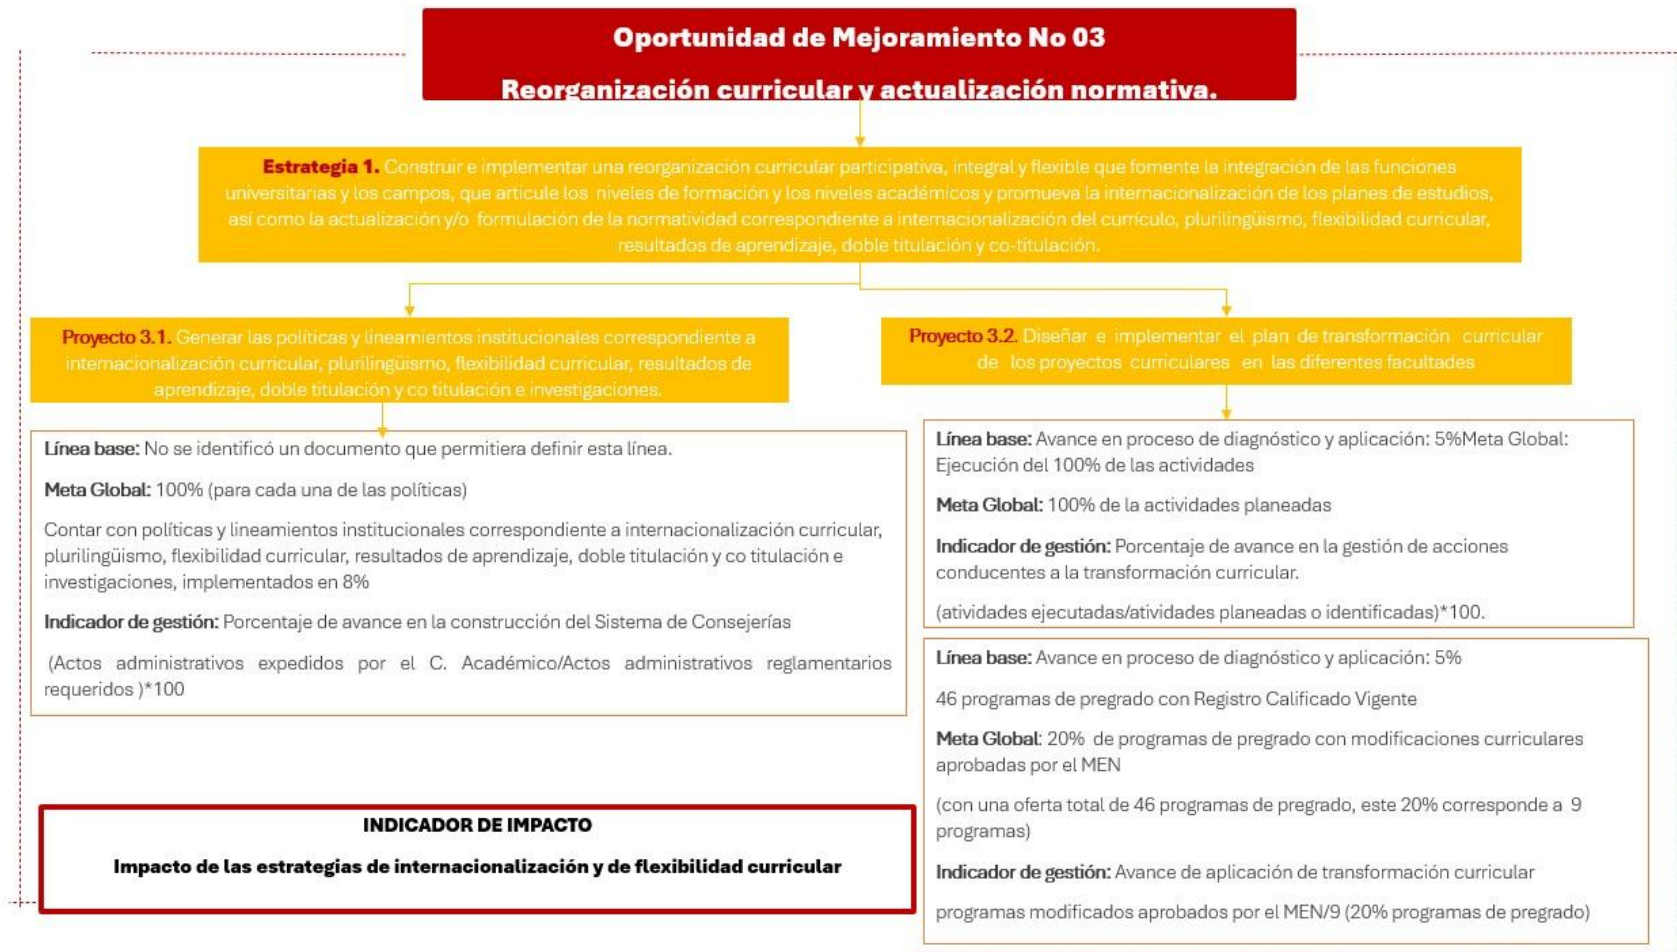 Oportunidad de Mejoramiento No 03
Reorganización curricular y actualización normativa.
Estrategia 1. Construir e implementar una reorganización curricular participativa, integral y flexible que fomente la integración de las funciones
universitarias y los campos, que articule los niveles de formación y los niveles académicos y promueva la internacionalización de los planes de estudios,
así como la actualización y/o formulación de la normatividad correspondiente a internacionalización del currículo, plurilingüismo, flexibilidad curricular,
resultados de aprendizaje, doble titulación y co-titulación.
Proyecto 3.1. Generar las políticas y lineamientos institucionales correspondiente a
internacionalización curricular, plurilingüismo, flexibilidad curricular, resultados de
aprendizaje, doble titulación y co titulación e investigaciones.
Línea base: No se identificó un documento que permitiera definir esta línea.
Meta Global: 100% (para cada una de las políticas)
Contar con políticas y lineamientos institucionales correspondiente a internacionalización curricular,
plurilingüismo, flexibilidad curricular, resultados de aprendizaje, doble titulación y co titulación e
investigaciones, implementados en 8%
Indicador de gestión: Porcentaje de avance en la construcción del Sistema de Consejerías
(Actos administrativos expedidos por el C. Académico/Actos administrativos reglamentarios
requeridos )*100
INDICADOR DE IMPACTO
Impacto de las estrategias de internacionalización y de flexibilidad curricular
Proyecto 3.2. Diseñar e implementar el plan de transformación curricular
de los proyectos curriculares en las diferentes facultades
Línea base: Avance en proceso de diagnóstico y aplicación: 5%Meta Global:
Ejecución del 100% de las actividades
Meta Global: 100% de la actividades planeadas
Indicador de gestión: Porcentaje de avance en la gestión de acciones
conducentes a la transformación curricular.
(atividades ejecutadas/atividades planeadas o identificadas)*100.
Línea base: Avance en proceso de diagnóstico y aplicación: 5%
46 programas de pregrado con Registro Calificado Vigente
Meta Global: 20% de programas de pregrado con modificaciones curriculares
aprobadas por el MEN
(con una oferta total de 46 programas de pregrado, este 20% corresponde a 9
programas)
Indicador de gestión: Avance de aplicación de transformación curricular
programas modificados aprobados por el MEN/9 (20% programas de pregrado)